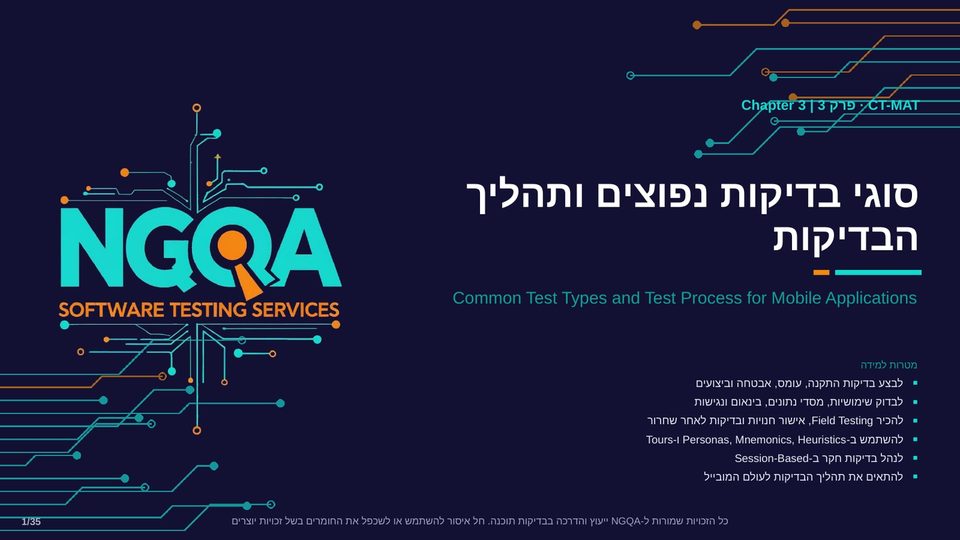 CT-MAT · פרק 3 | Chapter 3
סוגי בדיקות נפוצים ותהליך
הבדיקות
Common Test Types and Test Process for Mobile Applications
NGQA
SOFTWARE TESTING SERVICES
מטרות למידה
▪ לבצע בדיקות התקנה, עומס, אבטחה וביצועים
▪ לבדוק שימושיות, מסדי נתונים, בינאום ונגישות
▪ להכיר Field Testing, אישור חנויות ובדיקות לאחר שחרור
▪ להשתמש ב-Personas, Mnemonics, Heuristics ו-Tours
▪ לנהל בדיקות חקר ב-Session-Based
▪ להתאים את תהליך הבדיקות לעולם המובייל
כל הזכויות שמורות ל-NGQA ייעוץ והדרכה בבדיקות תוכנה. חל איסור להשתמש או לשכפל את החומרים בשל זכויות יוצרים
1/35